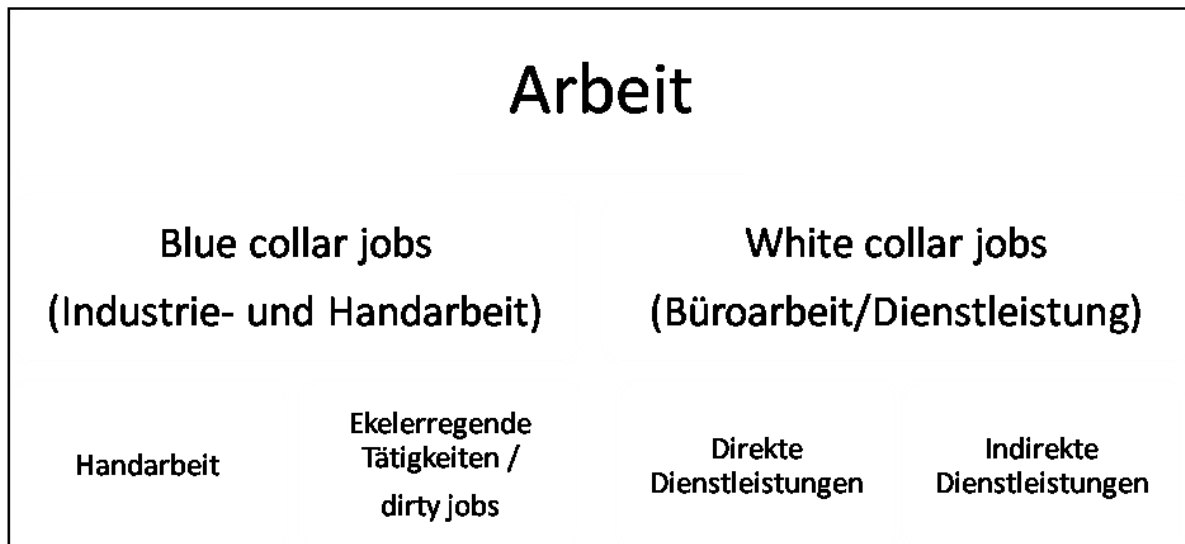 Arbeit
Blue collar jobs
(Industrie- und Handarbeit)
White collar jobs
(Büroarbeit/Dienstleistung)
Handarbeit
Ekelerregende
Tätigkeiten /
dirty jobs
Direkte
Dienstleistungen
Indirekte
Dienstleistungen